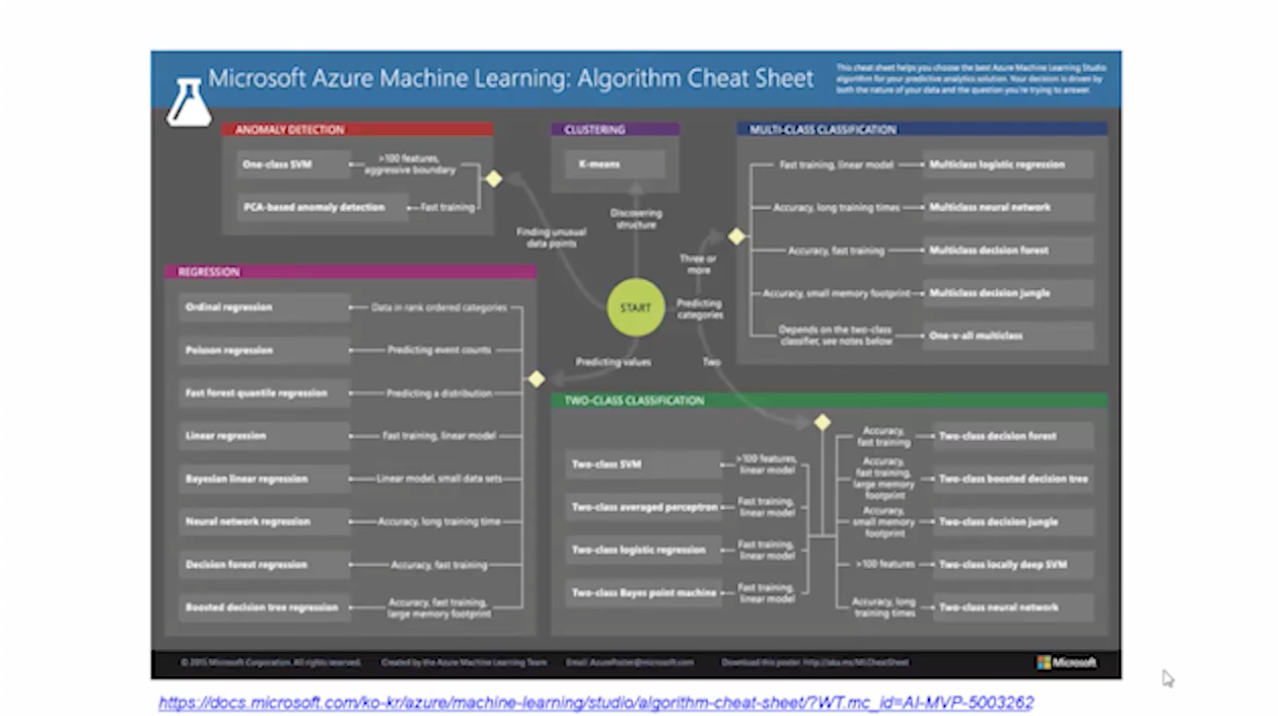 Microsoft Azure Machine Learning: Algorithm Cheat Sheet
This cheat sheet helps you choose the best Azure Machine Learning Studio
algorithm for your predictive analytics solution. Your decision is driven by
both the nature of your data and the question you're trying to answer.
ANOMALY DETECTION
One-class SVM
>100 features,
aggressive boundary
PCA-based anomaly detection
Fast training
CLUSTERING
K-means
Discovering
structure
Finding unusual
data points
START
Predicting
categories
Three or
more
Two
Predicting values
MULTI-CLASS CLASSIFICATION
Fast training, linear model
Multiclass logistic regression
Accuracy, long training times
Multiclass neural network
Accuracy, fast training
Multiclass decision forest
Accuracy, small memory footprint
Multiclass decision jungle
Depends on the two-class
classifier, see notes below
One-v-all multiclass
REGRESSION
Ordinal regression
Data in rank ordered categories
Poisson regression
Predicting event counts
Fast forest quantile regression
Predicting a distribution
Linear regression
Fast training, linear model
Bayesian linear regression
Linear model, small data sets
Neural network regression
Accuracy, long training time
Decision forest regression
Accuracy, fast training
Boosted decision tree regression
Accuracy, fast training,
large memory footprint
TWO-CLASS CLASSIFICATION
Two-class SVM
>100 features,
linear model
Two-class averaged perceptron
Fast training,
linear model
Two-class logistic regression
Fast training,
linear model
Two-class Bayes point machine
Fast training,
linear model
Accuracy,
fast training
Two-class decision forest
Accuracy,
fast training,
large memory
footprint
Two-class boosted decision tree
Accuracy,
small memory
footprint
Two-class decision jungle
>100 features
Two-class locally deep SVM
Accuracy, long
training times
Two-class neural network
© 2015 Microsoft Corporation. All rights reserved.
Created by the Azure Machine Learning Team
Email: AzurePoster@microsoft.com
Download this poster: http://aka.ms/MLCheatSheet
Microsoft
https://docs.microsoft.com/ko-kr/azure/machine-learning/studio/algorithm-cheat-sheet/?WT.mc_id=AI-MVP-5003262